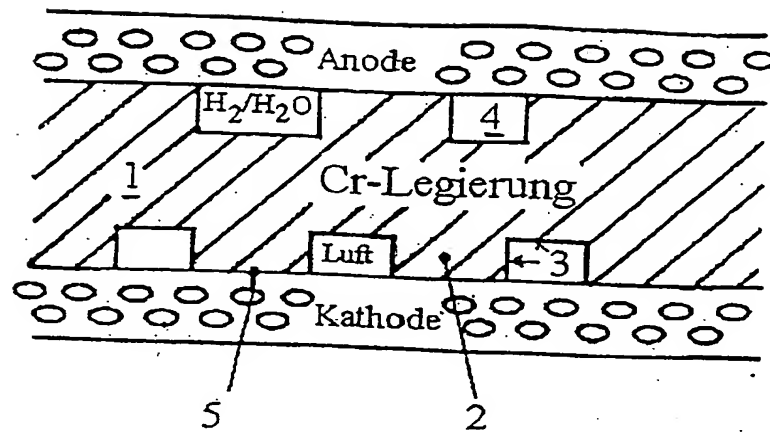 Anode
H₂/H₂O 4
1
Cr-Legierung
Luft 3
Kathode
5 2